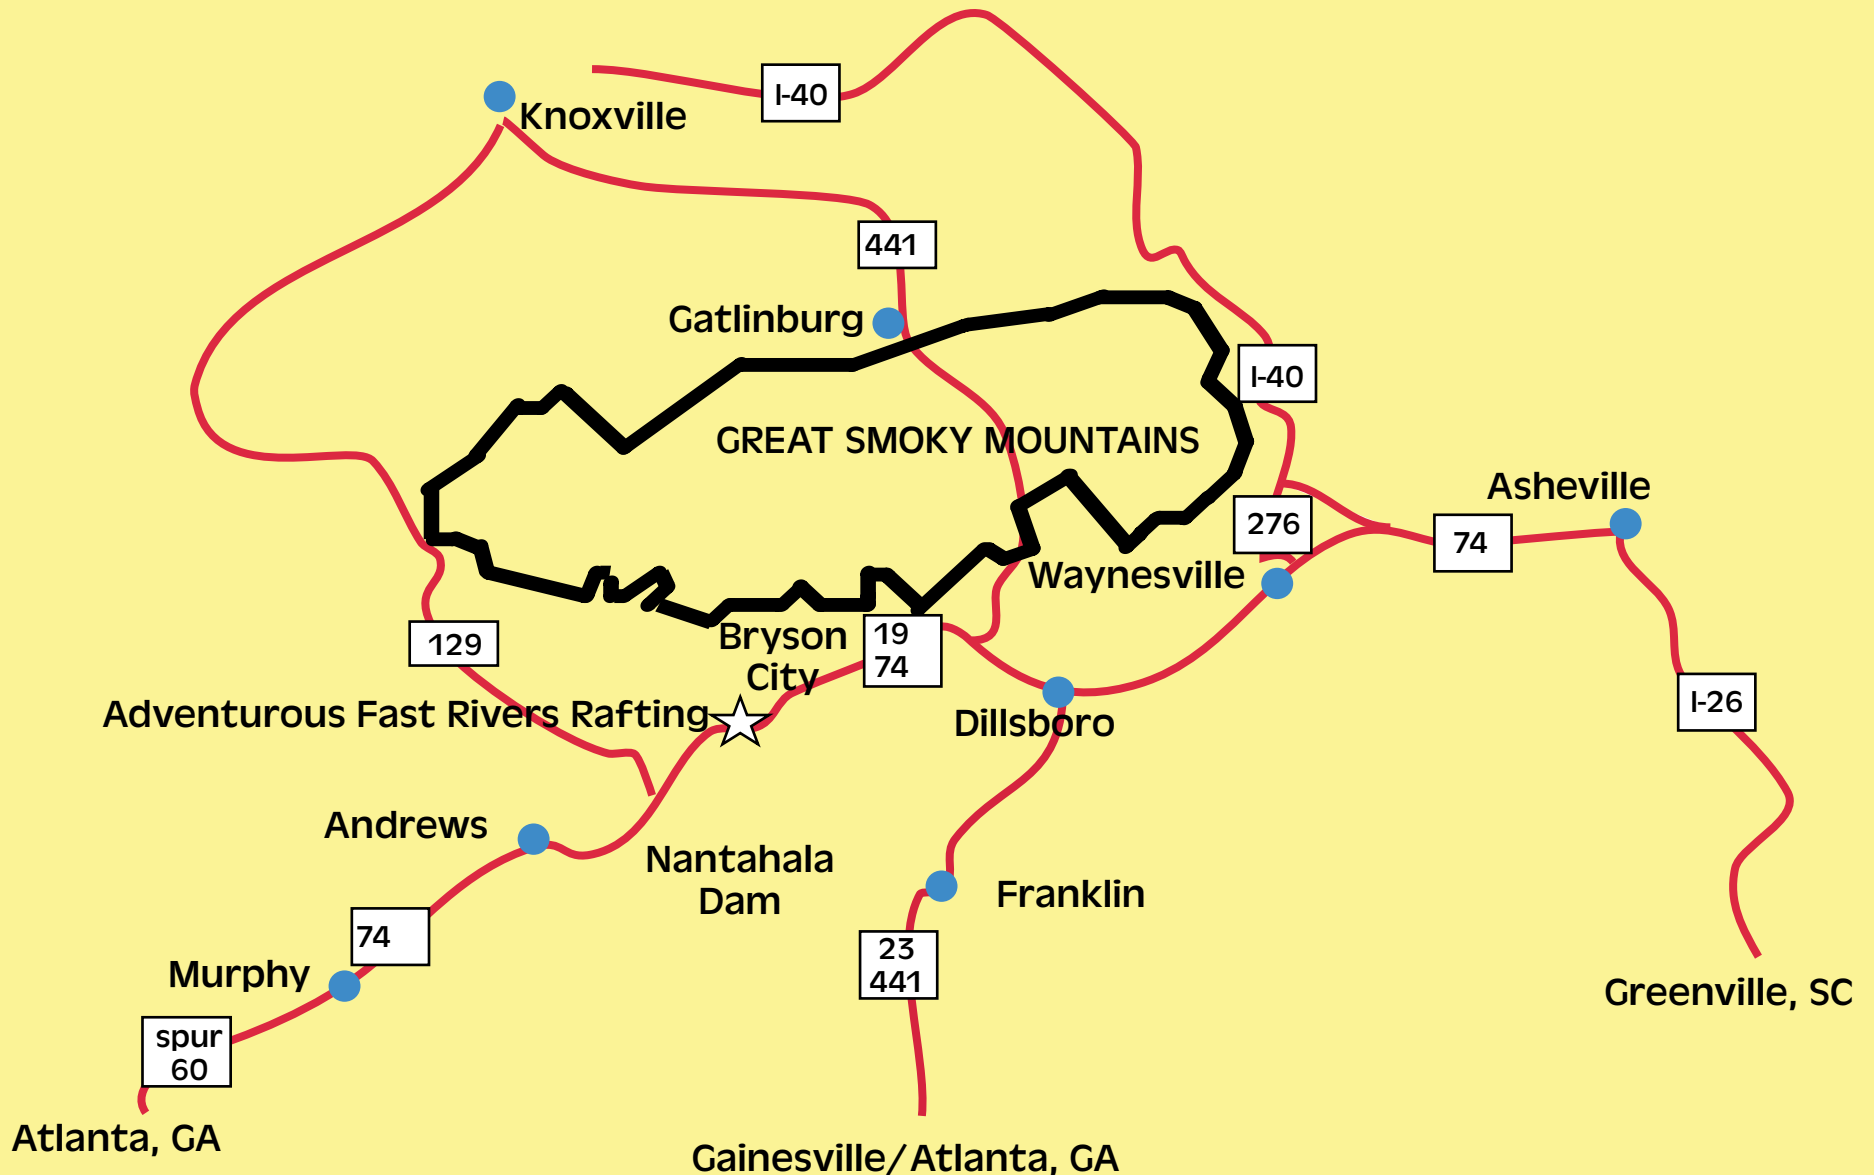 I-40
Knoxville
441
Gatlinburg
I-40
GREAT SMOKY MOUNTAINS
Asheville
276
74
Waynesville
129
Bryson
City
19
74
Adventurous Fast Rivers Rafting
Dillsboro
I-26
Andrews
Nantahala
Dam
Franklin
74
23
441
Murphy
Greenville, SC
spur
60
Atlanta, GA
Gainesville/Atlanta, GA